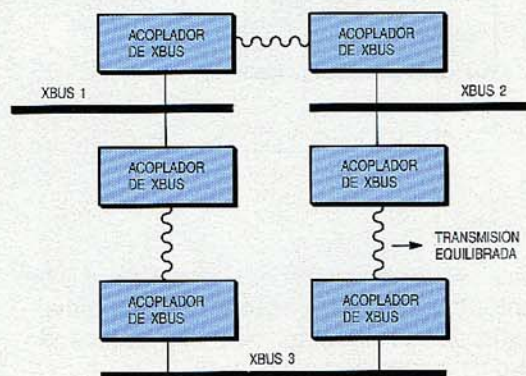 ACOPLADOR
DE XBUS
ACOPLADOR
DE XBUS
XBUS 1
XBUS 2
ACOPLADOR
DE XBUS
ACOPLADOR
DE XBUS
TRANSMISION
EQUILIBRADA
ACOPLADOR
DE XBUS
ACOPLADOR
DE XBUS
XBUS 3